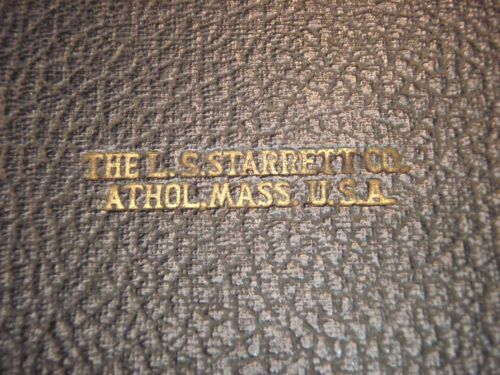 THE L. S. STARRETT CO.
ATHOL. MASS. U.S.A.